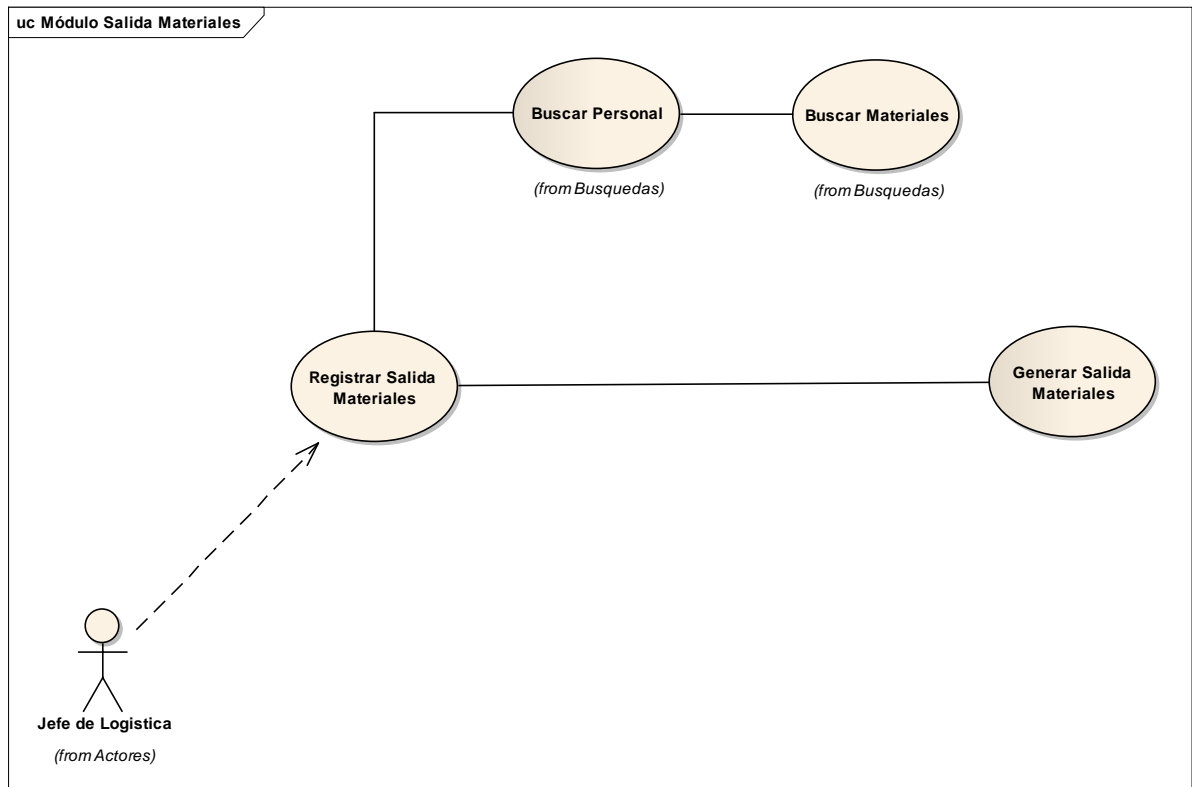 uc Módulo Salida Materiales
Buscar Personal
(from Busquedas)
Buscar Materiales
(from Busquedas)
Registrar Salida
Materiales
Generar Salida
Materiales
Jefe de Logistica
(from Actores)